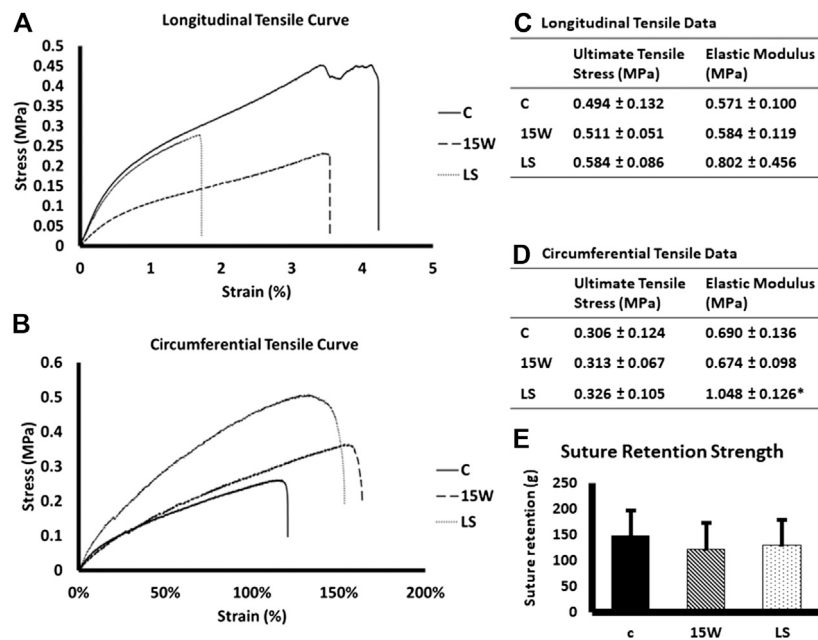 A
Longitudinal Tensile Curve
0.5
0.45
0.4
0.35
0.3
0.25
0.2
0.15
0.1
0.05
0
Stress (MPa)
0 1 2 3 4 5
Strain (%)
C
15W
LS
B
Circumferential Tensile Curve
0.6
0.5
0.4
0.3
0.2
0.1
0
Stress (MPa)
0% 50% 100% 150% 200%
Strain (%)
C
15W
LS
C Longitudinal Tensile Data
Ultimate Tensile Elastic Modulus
Stress (MPa) (MPa)
C 0.494 ± 0.132 0.571 ± 0.100
15W 0.511 ± 0.051 0.584 ± 0.119
LS 0.584 ± 0.086 0.802 ± 0.456
D Circumferential Tensile Data
Ultimate Tensile Elastic Modulus
Stress (MPa) (MPa)
C 0.306 ± 0.124 0.690 ± 0.136
15W 0.313 ± 0.067 0.674 ± 0.098
LS 0.326 ± 0.105 1.048 ± 0.126*
E
Suture Retention Strength
250
200
150
100
50
0
Suture retention (g)
c 15W LS